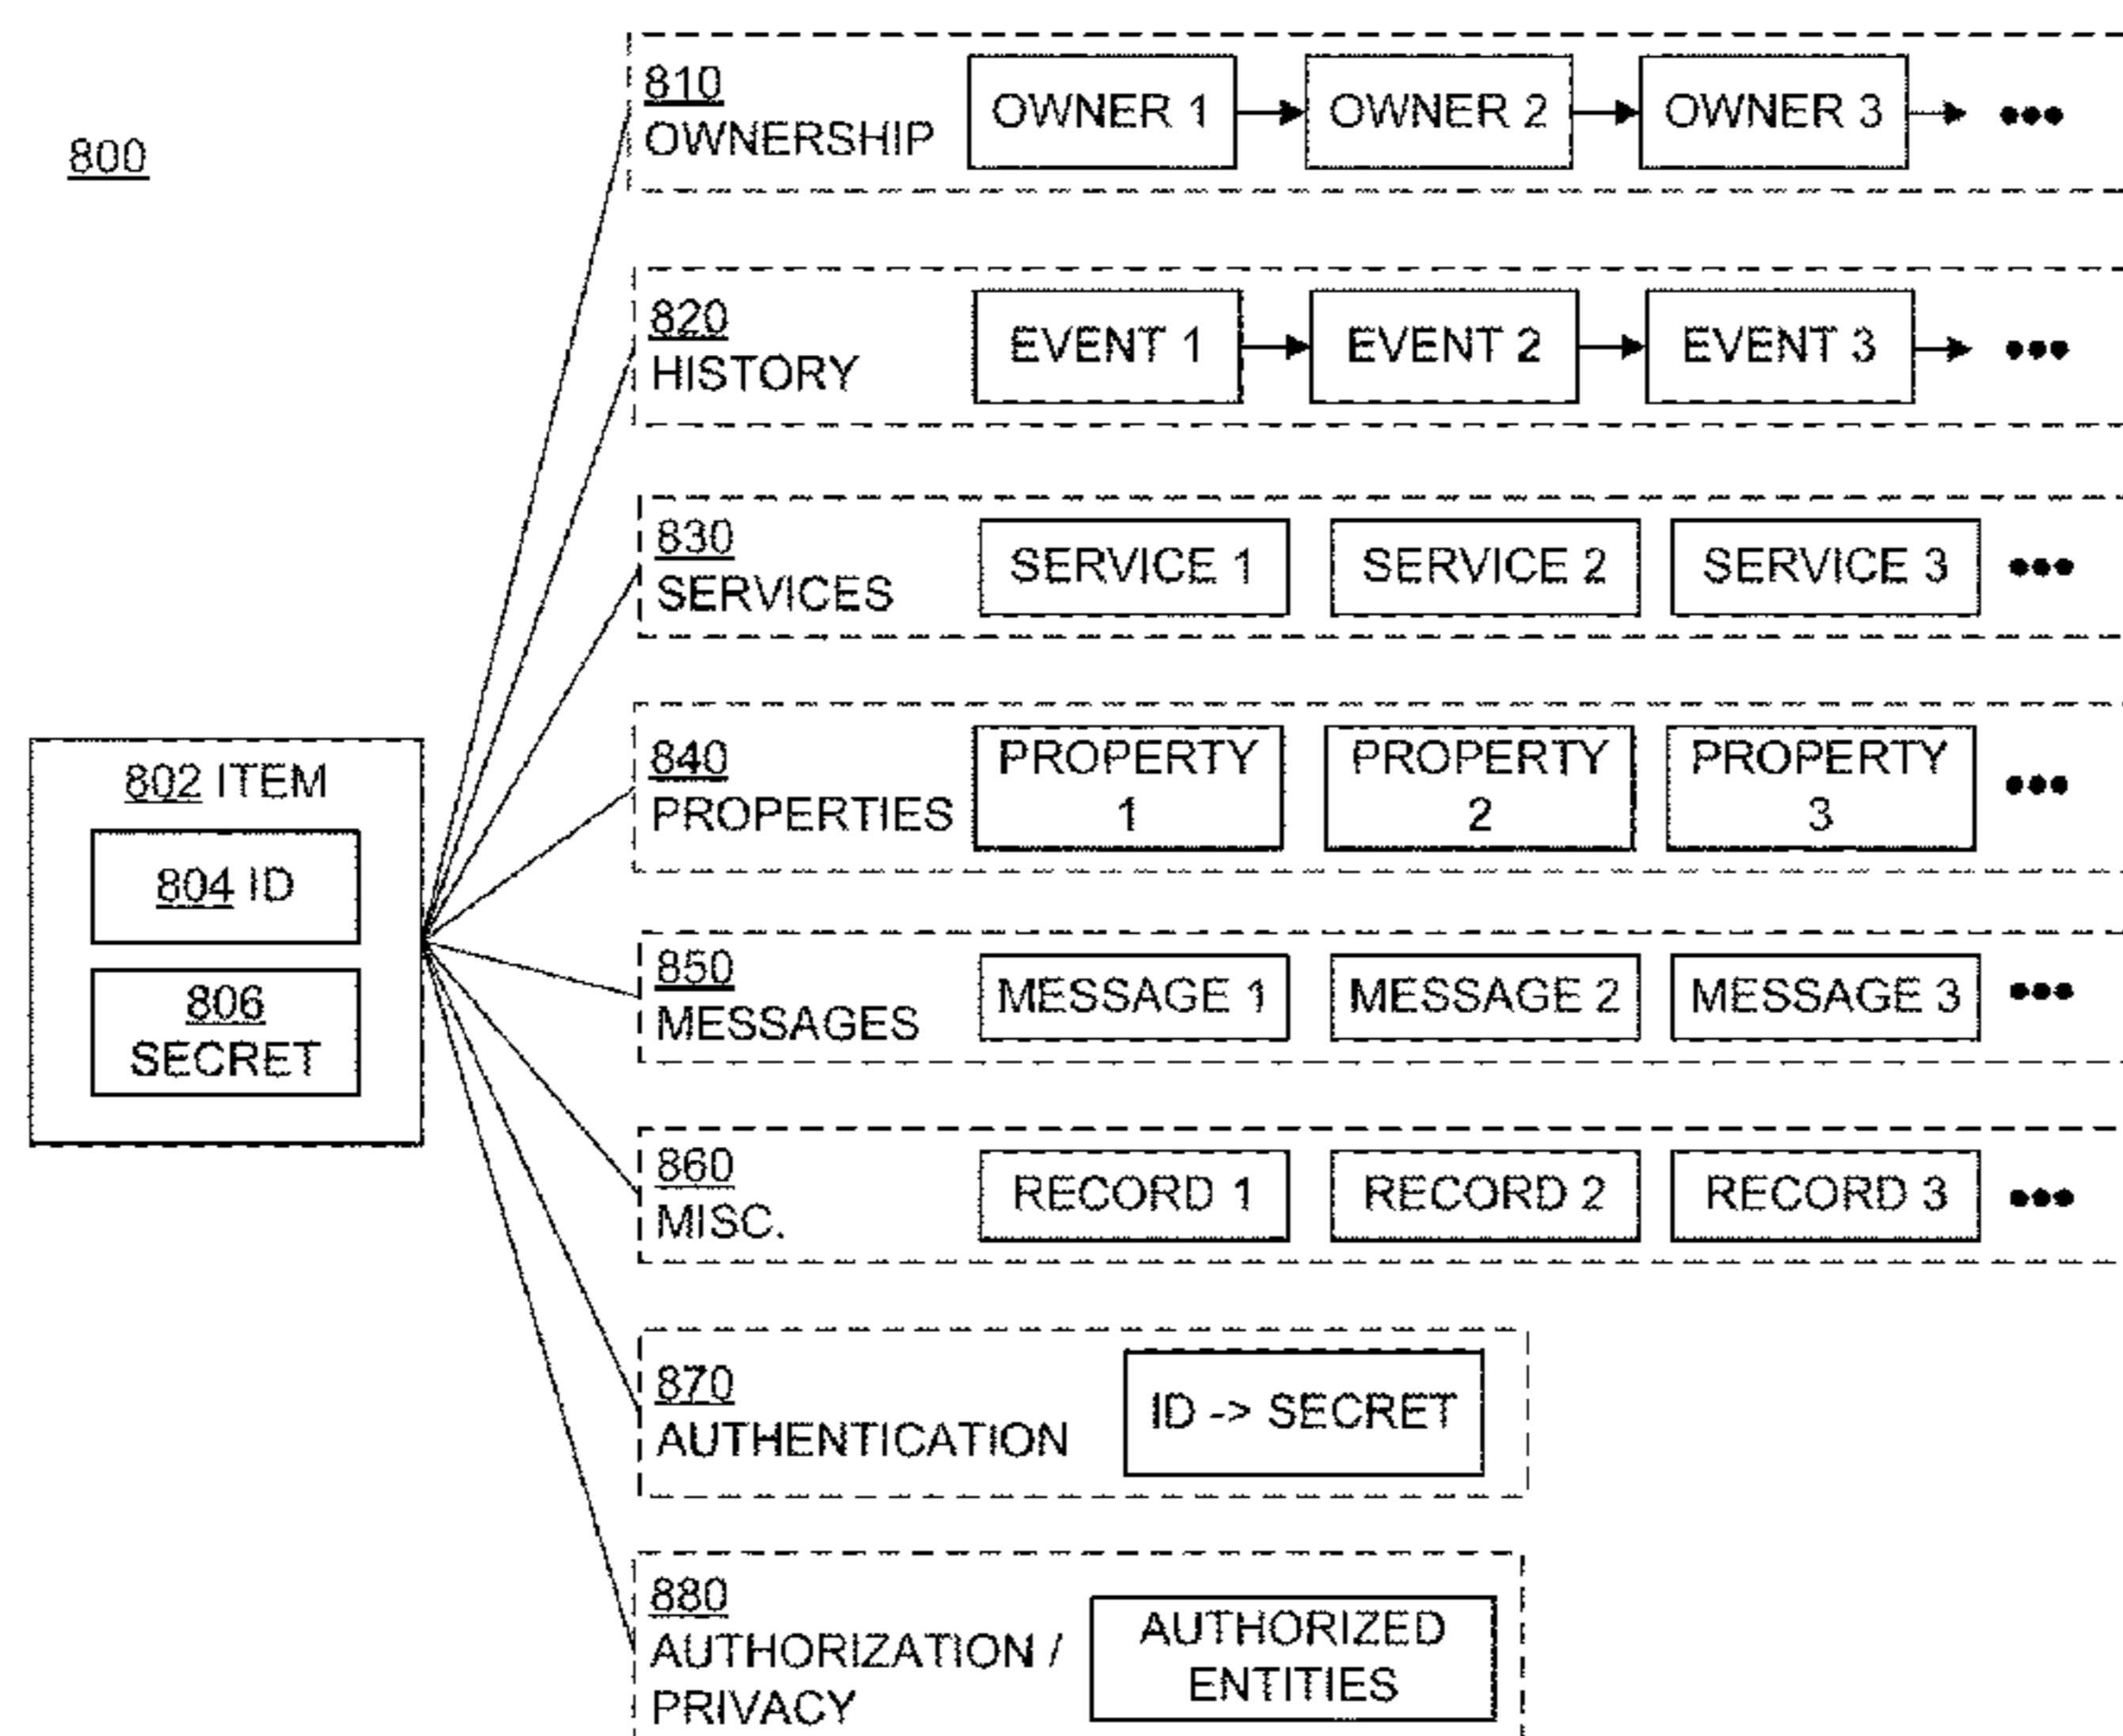 800
810
OWNERSHIP
OWNER 1
OWNER 2
OWNER 3
•••
820
HISTORY
EVENT 1
EVENT 2
EVENT 3
•••
830
SERVICES
SERVICE 1
SERVICE 2
SERVICE 3
•••
802 ITEM
804 ID
806
SECRET
840
PROPERTIES
PROPERTY
1
PROPERTY
2
PROPERTY
3
•••
850
MESSAGES
MESSAGE 1
MESSAGE 2
MESSAGE 3
•••
860
MISC.
RECORD 1
RECORD 2
RECORD 3
•••
870
AUTHENTICATION
ID -> SECRET
880
AUTHORIZATION /
PRIVACY
AUTHORIZED
ENTITIES